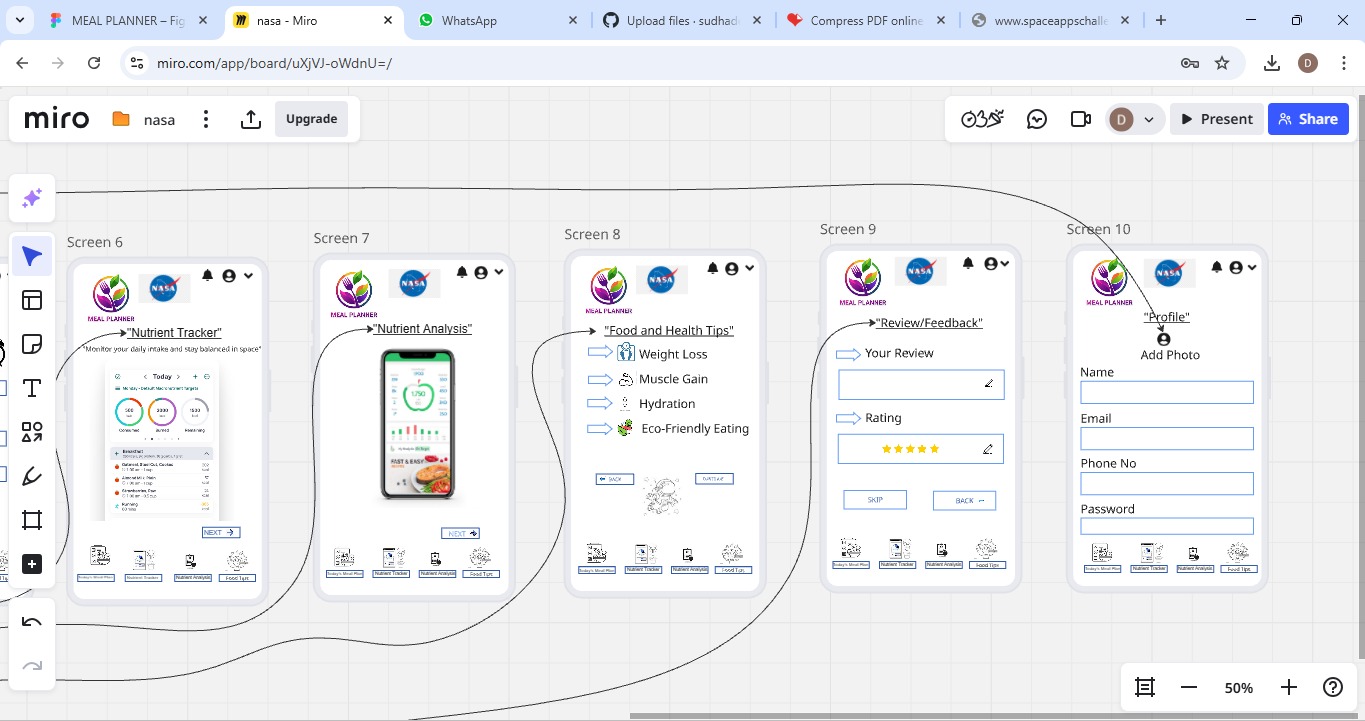 MEAL PLANNER – Fig
nasa - Miro
WhatsApp
Upload files · sudhad
Compress PDF online
www.spaceappschalle
miro.com/app/board/uXjVJ-oWdnU=/
D
miro
nasa
Upgrade
D
Present
Share
Screen 6
MEAL PLANNER
NASA
"Nutrient Tracker"
"Monitor your daily intake and stay balanced in space"
Today
Consumed
Burned
Remaining
Breakfast
Running
NEXT
Today's Meal Plan
Nutrient Tracker
Nutrient Analysis
Food Tips
Screen 7
MEAL PLANNER
NASA
"Nutrient Analysis"
1750
FAST & EASY
NEXT
Today's Meal Plan
Nutrient Tracker
Nutrient Analysis
Food Tips
Screen 8
MEAL PLANNER
NASA
"Food and Health Tips"
Weight Loss
Muscle Gain
Hydration
Eco-Friendly Eating
BACK
Today's Meal Plan
Nutrient Tracker
Nutrient Analysis
Food Tips
Screen 9
MEAL PLANNER
NASA
"Review/Feedback"
Your Review
Rating
SKIP
BACK
Today's Meal Plan
Nutrient Tracker
Nutrient Analysis
Food Tips
Screen 10
MEAL PLANNER
NASA
"Profile"
Add Photo
Name
Email
Phone No
Password
Today's Meal Plan
Nutrient Tracker
Nutrient Analysis
Food Tips
50%